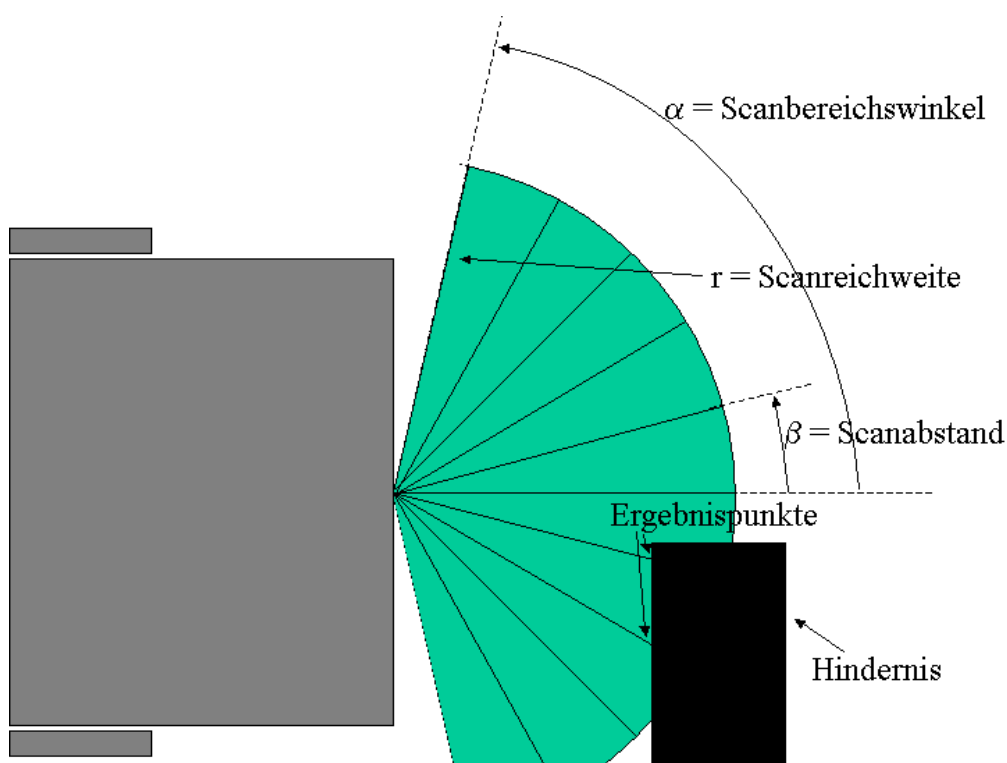 α = Scanbereichswinkel
r = Scanreichweite
β = Scanabstand
Ergebnispunkte
Hindernis